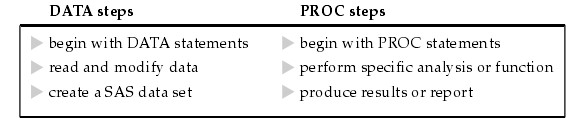 DATA steps PROC steps
begin with DATA statements begin with PROC statements
read and modify data perform specific analysis or function
create a SAS data set produce results or report